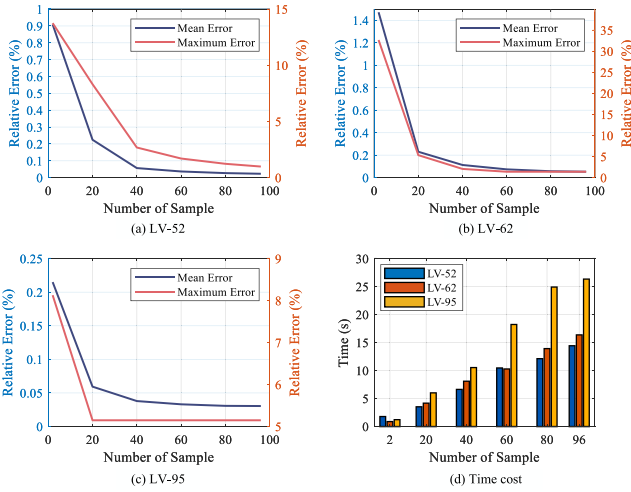 Relative Error (%)
1
0.9
0.8
0.7
0.6
0.5
0.4
0.3
0.2
0.1
0
Mean Error
Maximum Error
15
10
5
0
Relative Error (%)
0 20 40 60 80 100
Number of Sample
(a) LV-52
Relative Error (%)
1.4
1.2
1
0.8
0.6
0.4
0.2
0
Mean Error
Maximum Error
35
30
25
20
15
10
5
0
Relative Error (%)
0 20 40 60 80 100
Number of Sample
(b) LV-62
Relative Error (%)
0.25
0.2
0.15
0.1
0.05
0
Mean Error
Maximum Error
9
8
7
6
5
Relative Error (%)
0 20 40 60 80 100
Number of Sample
(c) LV-95
Time (s)
30
25
20
15
10
5
0
LV-52
LV-62
LV-95
2 20 40 60 80 96
Number of Sample
(d) Time cost